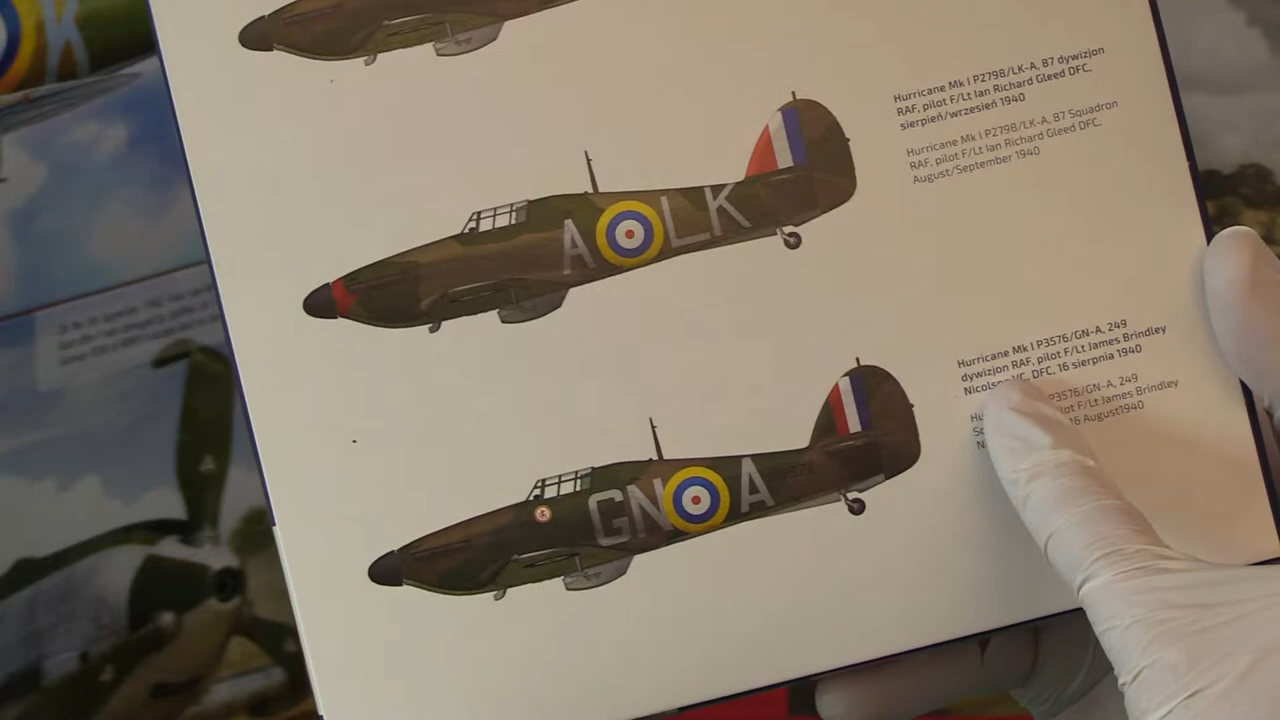 K
Hurricane Mk I P2798/LK-A, 87 dywizjon
RAF, pilot F/Lt Ian Richard Gleed DFC,
sierpień/wrzesień 1940
Hurricane Mk I P2798/LK-A, 87 Squadron
RAF, pilot F/Lt Ian Richard Gleed DFC,
August/September 1940
A LK
Hurricane Mk I P3576/GN-A, 249
dywizjon RAF, pilot F/Lt James Brindley
Nicolson VC, DFC, 16 sierpnia 1940
P3576/GN-A, 249
pilot F/Lt James Brindley
16 August1940
GN A